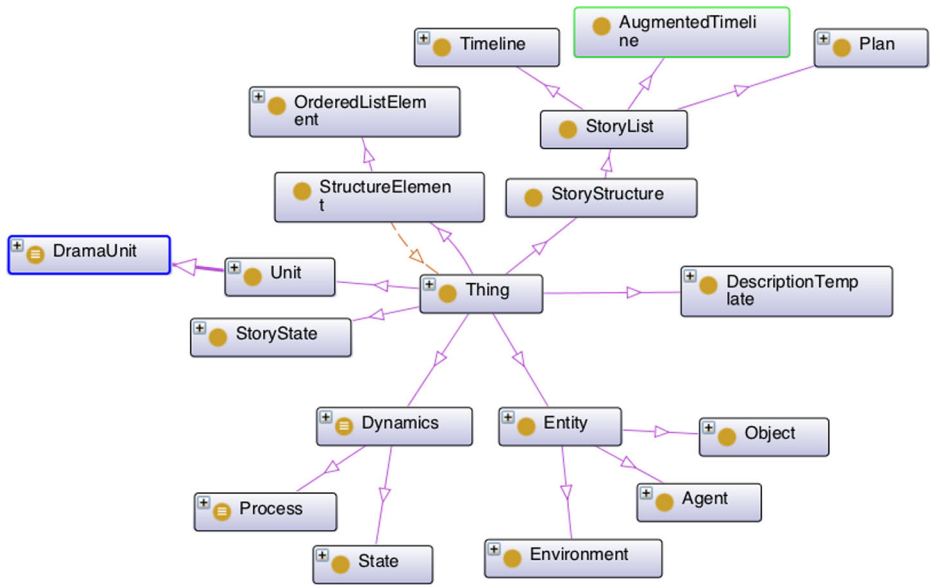 AugmentedTimeli
ne
Timeline
Plan
OrderedListElem
ent
StoryList
StructureElemen
t
StoryStructure
DramaUnit
Unit
Thing
DescriptionTemp
late
StoryState
Dynamics
Entity
Object
Process
Agent
State
Environment